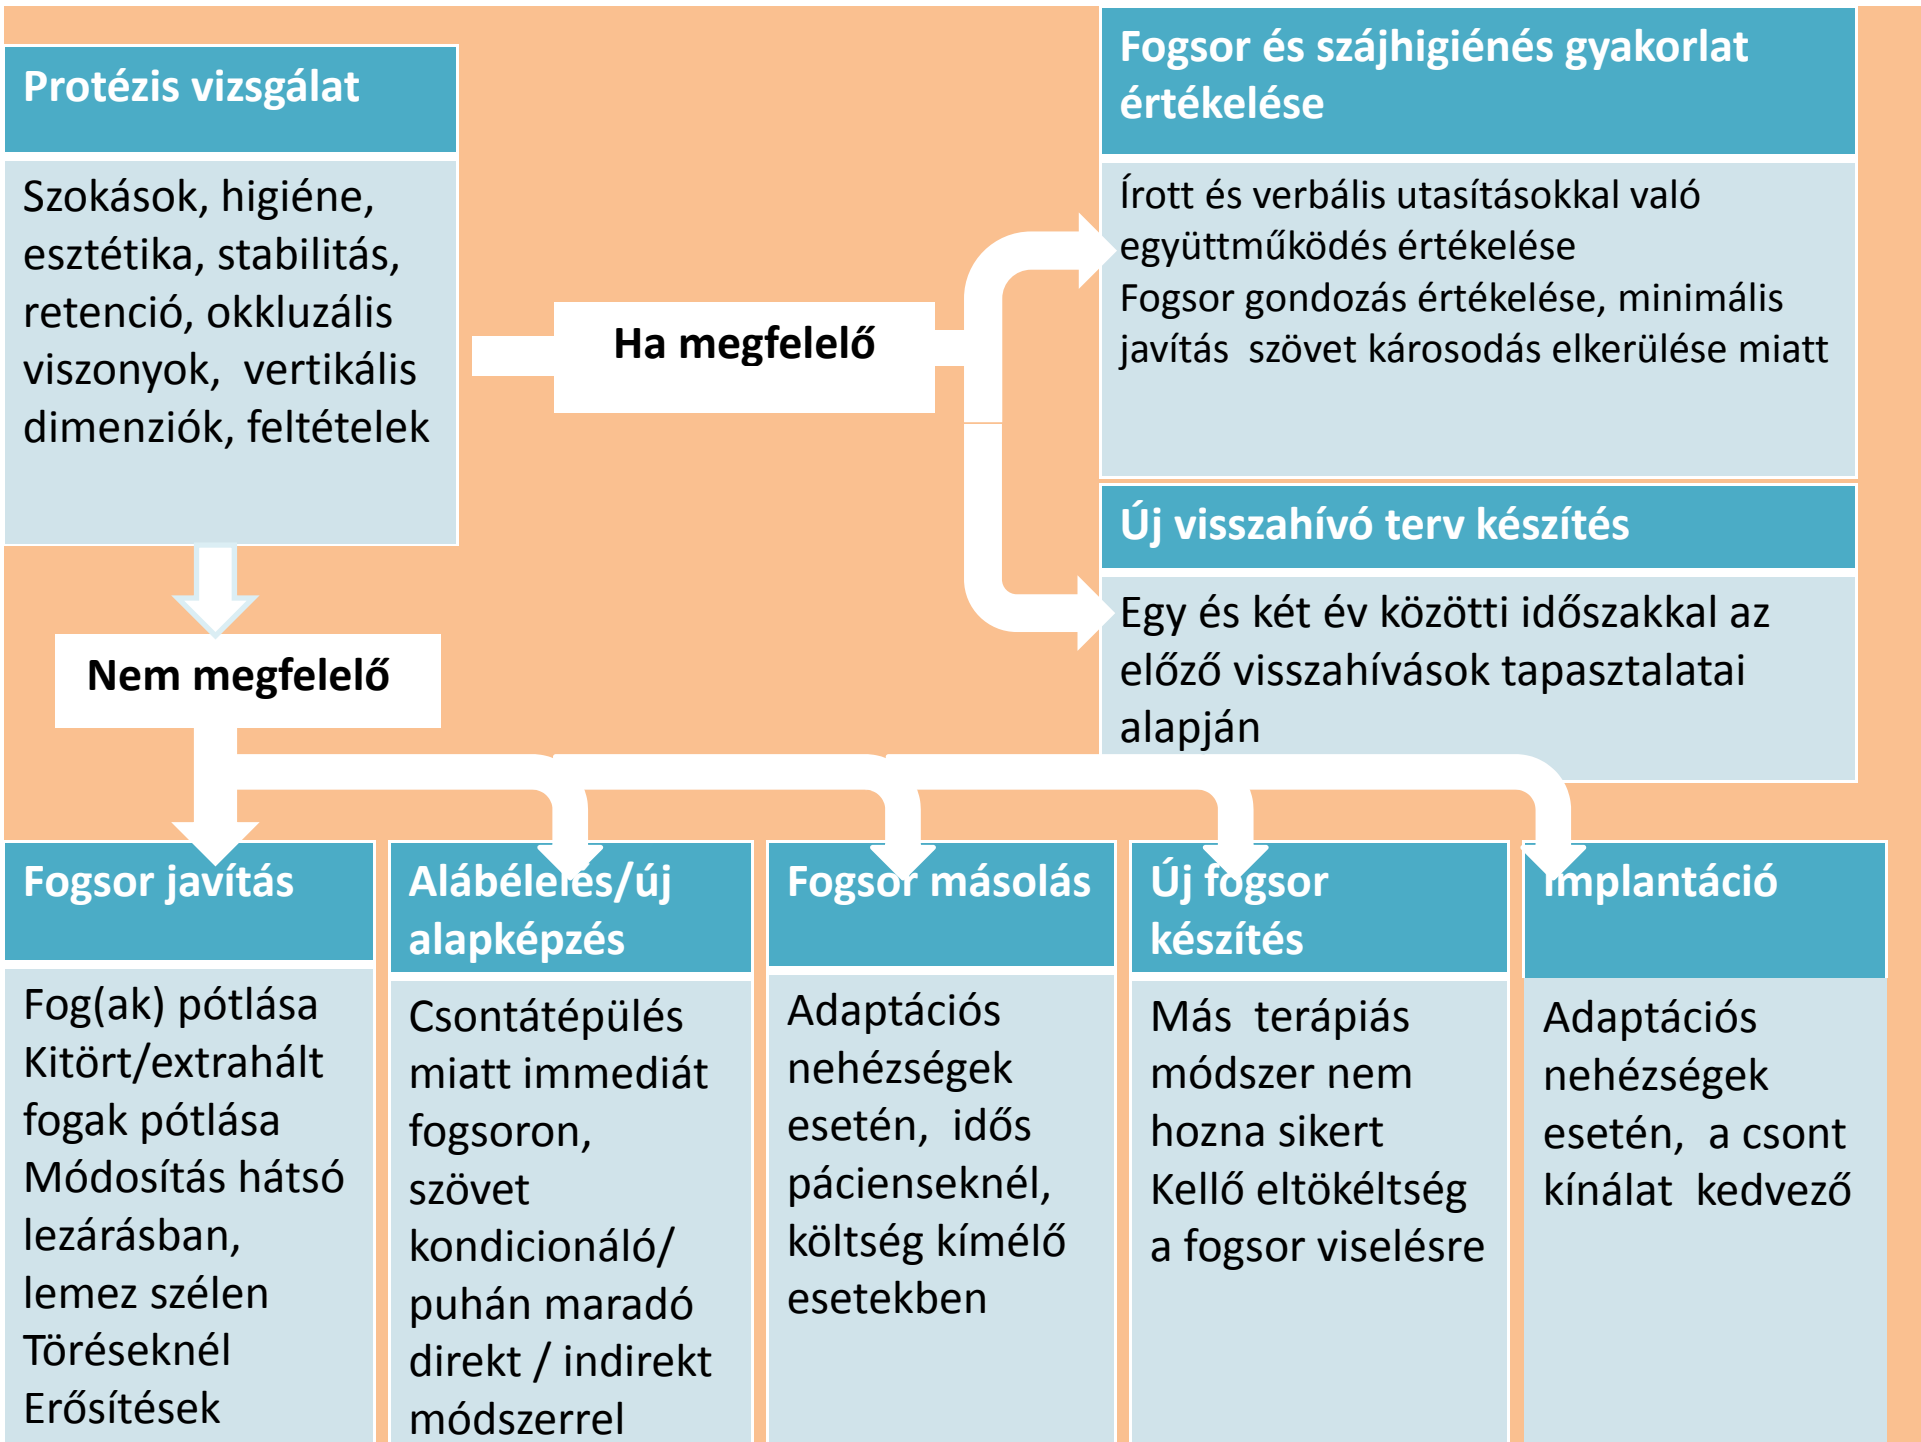 Protézis vizsgálat
Szokások, higiéne,
esztétika, stabilitás,
retenció, okkluzális
viszonyok, vertikális
dimenziók, feltételek
Ha megfelelő
Fogsor és szájhigiénés gyakorlat
értékelése
Írott és verbális utasításokkal való
együttműködés értékelése
Fogsor gondozás értékelése, minimális
javítás szövet károsodás elkerülése miatt
Új visszahívó terv készítés
Egy és két év közötti időszakkal az
előző visszahívások tapasztalatai
alapján
Nem megfelelő
Fogsor javítás
Fog(ak) pótlása
Kitört/extrahált
fogak pótlása
Módosítás hátsó
lezárásban,
lemez szélen
Töréseknél
Erősítések
Alábélelés/új
alapképzés
Csontátépülés
miatt immediát
fogsoron,
szövet
kondicionáló/
puhán maradó
direkt / indirekt
módszerrel
Fogsor másolás
Adaptációs
nehézségek
esetén, idős
pácienseknél,
költség kímélő
esetekben
Új fogsor
készítés
Más terápiás
módszer nem
hozna sikert
Kellő eltökéltség
a fogsor viselésre
Implantáció
Adaptációs
nehézségek
esetén, a csont
kínálat kedvező